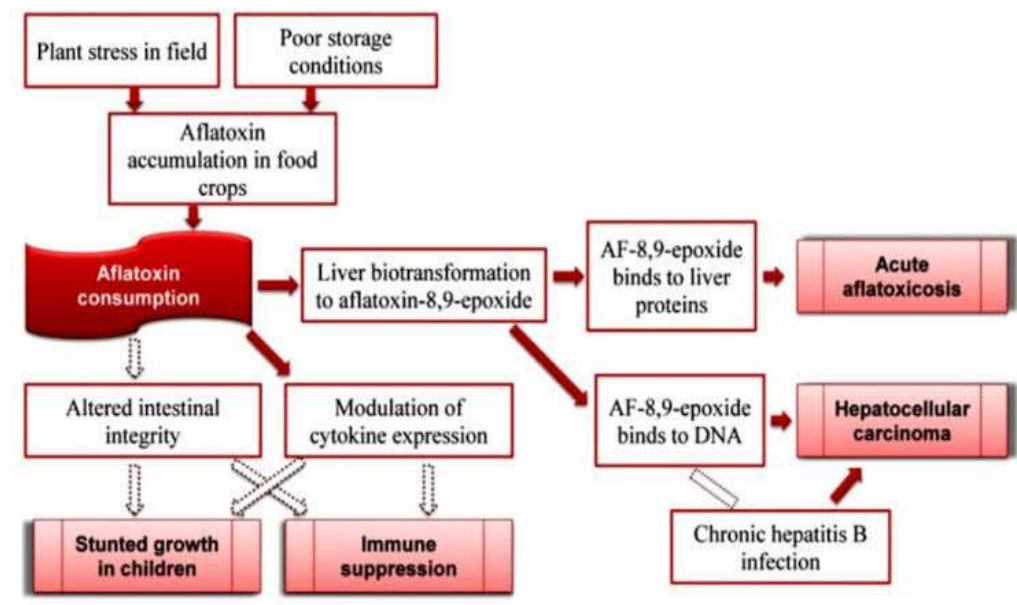 Plant stress in field
Poor storage
conditions
Aflatoxin
accumulation in food
crops
Aflatoxin
consumption
Liver biotransformation
to aflatoxin-8,9-epoxide
AF-8,9-epoxide
binds to liver
proteins
Acute
aflatoxicosis
Altered intestinal
integrity
Modulation of
cytokine expression
AF-8,9-epoxide
binds to DNA
Hepatocellular
carcinoma
Stunted growth
in children
Immune
suppression
Chronic hepatitis B
infection